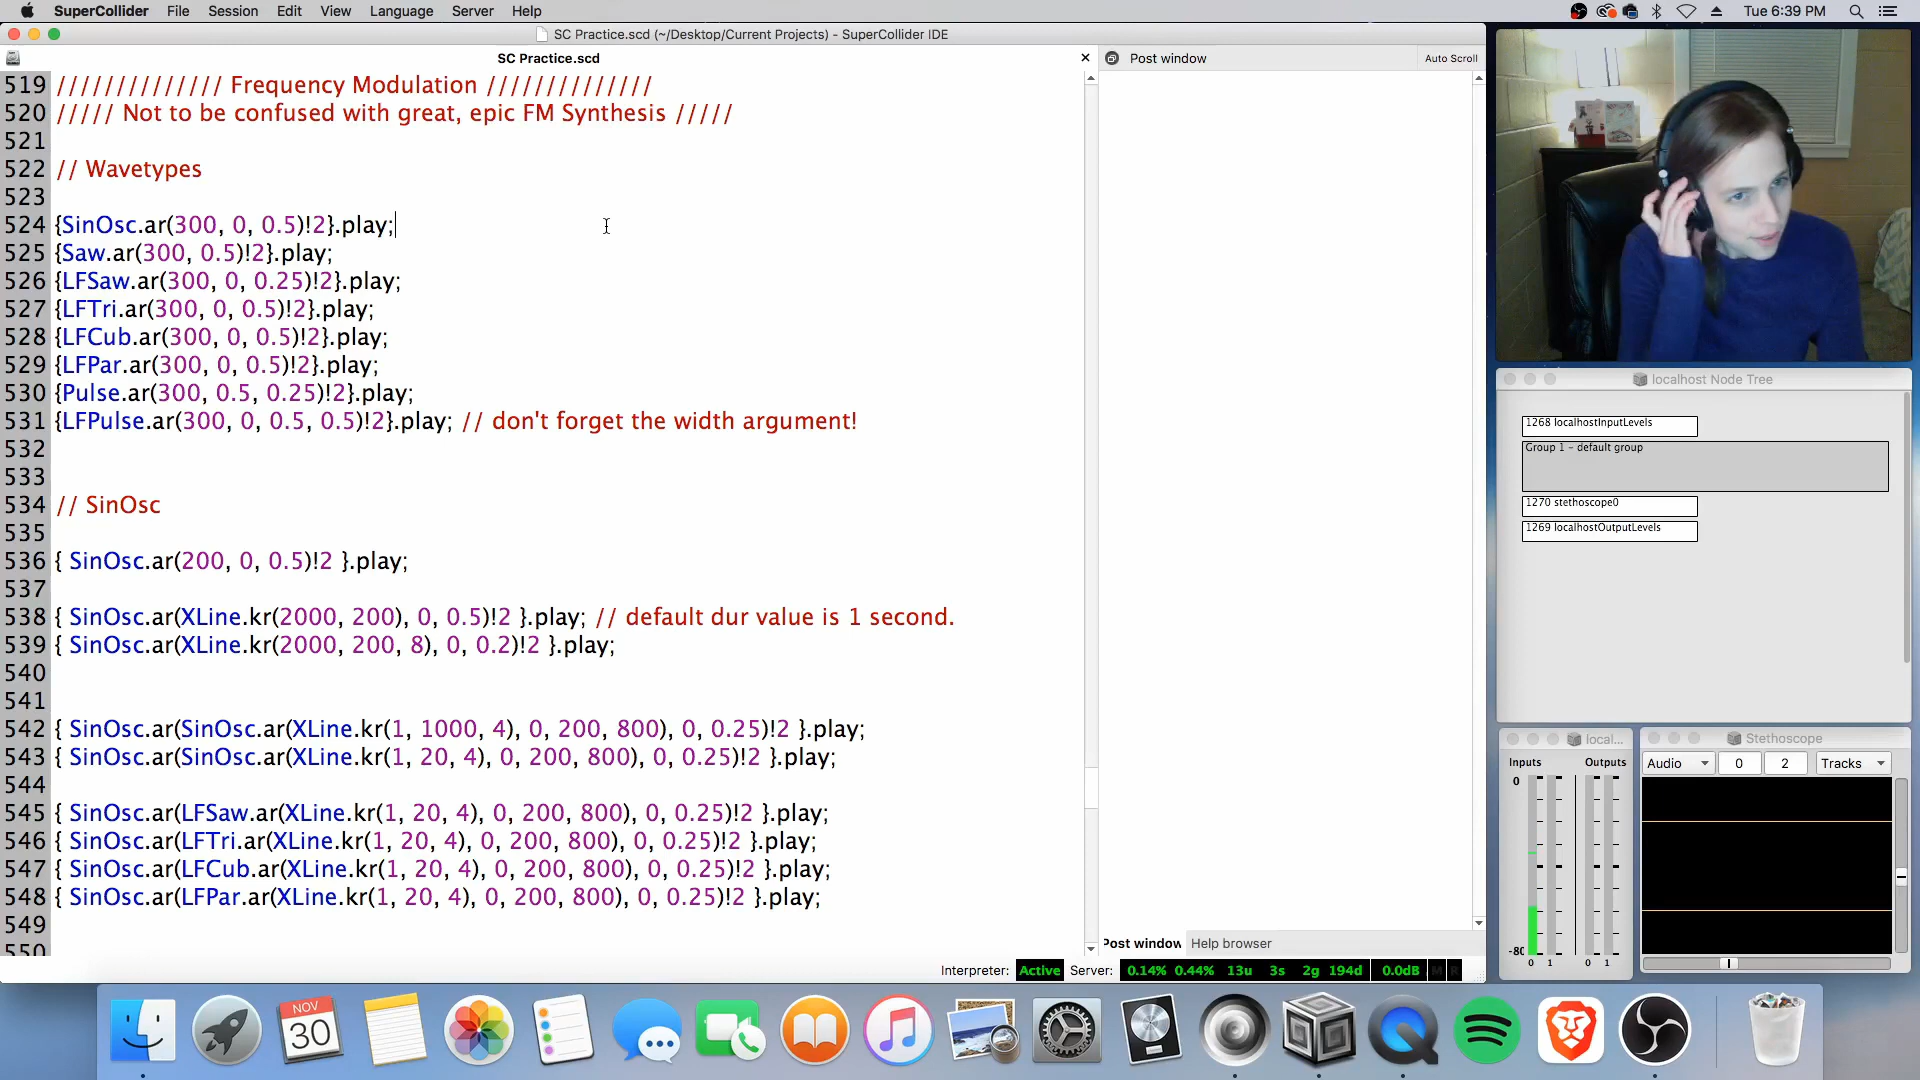 SuperCollider File Session Edit View Language Server Help
Tue 6:39 PM
SC Practice.scd (~/Desktop/Current Projects) - SuperCollider IDE
SC Practice.scd
519 ////////////// Frequency Modulation //////////////
520 ///// Not to be confused with great, epic FM Synthesis /////
521
522 // Wavetypes
523
524 {SinOsc.ar(300, 0, 0.5)!2}.play;
525 {Saw.ar(300, 0.5)!2}.play;
526 {LFSaw.ar(300, 0, 0.25)!2}.play;
527 {LFTri.ar(300, 0, 0.5)!2}.play;
528 {LFCub.ar(300, 0, 0.5)!2}.play;
529 {LFPar.ar(300, 0, 0.5)!2}.play;
530 {Pulse.ar(300, 0.5, 0.25)!2}.play;
531 {LFPulse.ar(300, 0, 0.5, 0.5)!2}.play; // don't forget the width argument!
532
533
534 // SinOsc
535
536 { SinOsc.ar(200, 0, 0.5)!2 }.play;
537
538 { SinOsc.ar(XLine.kr(2000, 200), 0, 0.5)!2 }.play; // default dur value is 1 second.
539 { SinOsc.ar(XLine.kr(2000, 200, 8), 0, 0.2)!2 }.play;
540
541
542 { SinOsc.ar(SinOsc.ar(XLine.kr(1, 1000, 4), 0, 200, 800), 0, 0.25)!2 }.play;
543 { SinOsc.ar(SinOsc.ar(XLine.kr(1, 20, 4), 0, 200, 800), 0, 0.25)!2 }.play;
544
545 { SinOsc.ar(LFSaw.ar(XLine.kr(1, 20, 4), 0, 200, 800), 0, 0.25)!2 }.play;
546 { SinOsc.ar(LFTri.ar(XLine.kr(1, 20, 4), 0, 200, 800), 0, 0.25)!2 }.play;
547 { SinOsc.ar(LFCub.ar(XLine.kr(1, 20, 4), 0, 200, 800), 0, 0.25)!2 }.play;
548 { SinOsc.ar(LFPar.ar(XLine.kr(1, 20, 4), 0, 200, 800), 0, 0.25)!2 }.play;
549
550
Post window
Auto Scroll
Post window Help browser
Interpreter: Active Server: 0.14% 0.44% 13u 3s 2g 194d 0.0dB M R
localhost Node Tree
1268 localhostInputLevels
Group 1 - default group
1270 stethoscope0
1269 localhostOutputLevels
local...
Inputs Outputs
0
-80
0 1 0 1
Stethoscope
Audio 0 2 Tracks
NOV
30